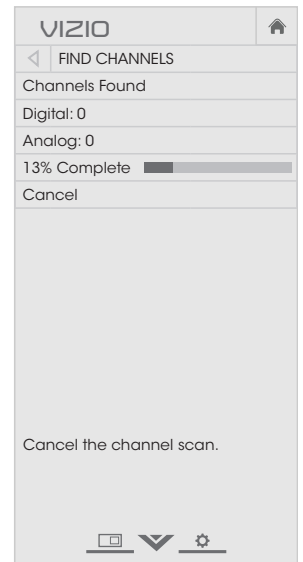 VIZIO
FIND CHANNELS
Channels Found
Digital: 0
Analog: 0
13% Complete
Cancel
Cancel the channel scan.